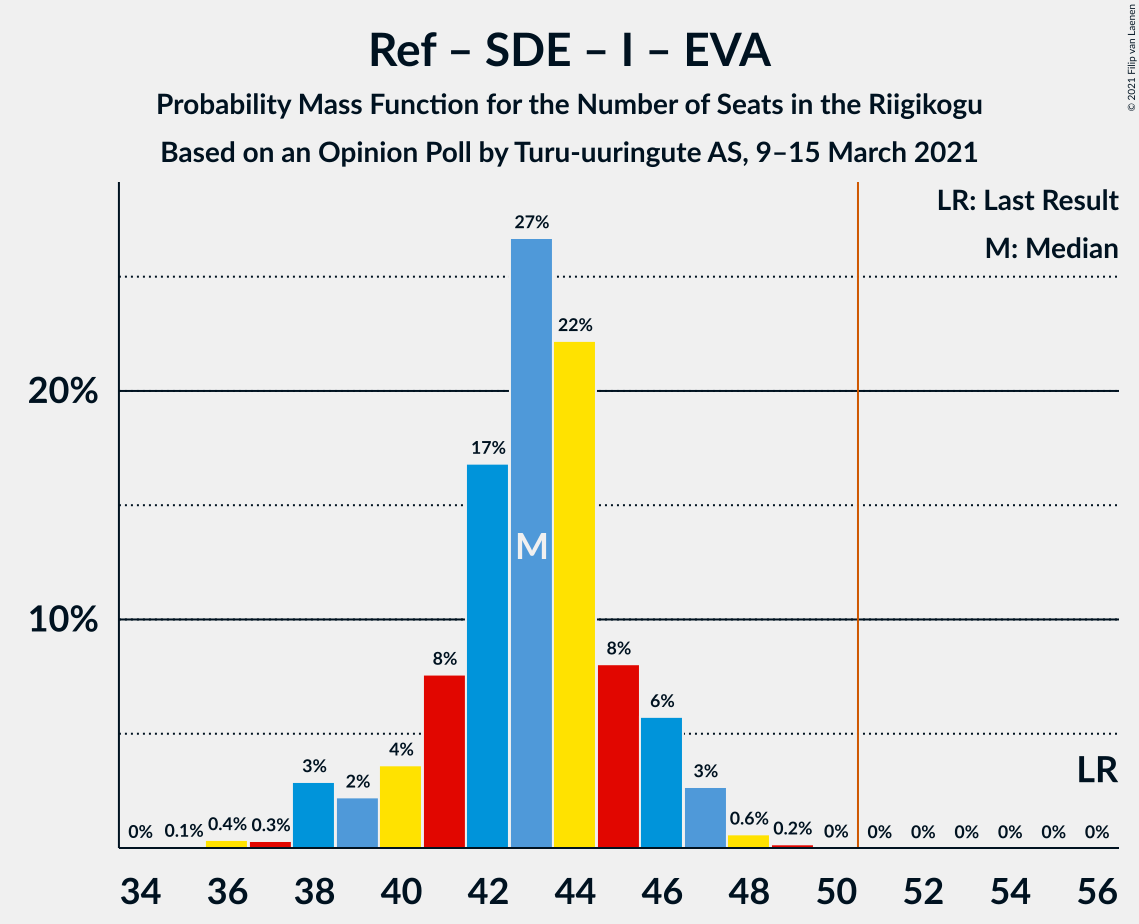 Ref – SDE – I – EVA
Probability Mass Function for the Number of Seats in the Riigikogu
Based on an Opinion Poll by Turu-uuringute AS, 9–15 March 2021
© 2021 Filip van Laenen
LR: Last Result
M: Median
20%
10%
0%
0.1%
0.4%
0.3%
3%
2%
4%
8%
17%
27%
22%
8%
6%
3%
0.6%
0.2%
0%
0%
0%
0%
0%
0%
0%
M
LR
34 36 38 40 42 44 46 48 50 52 54 56